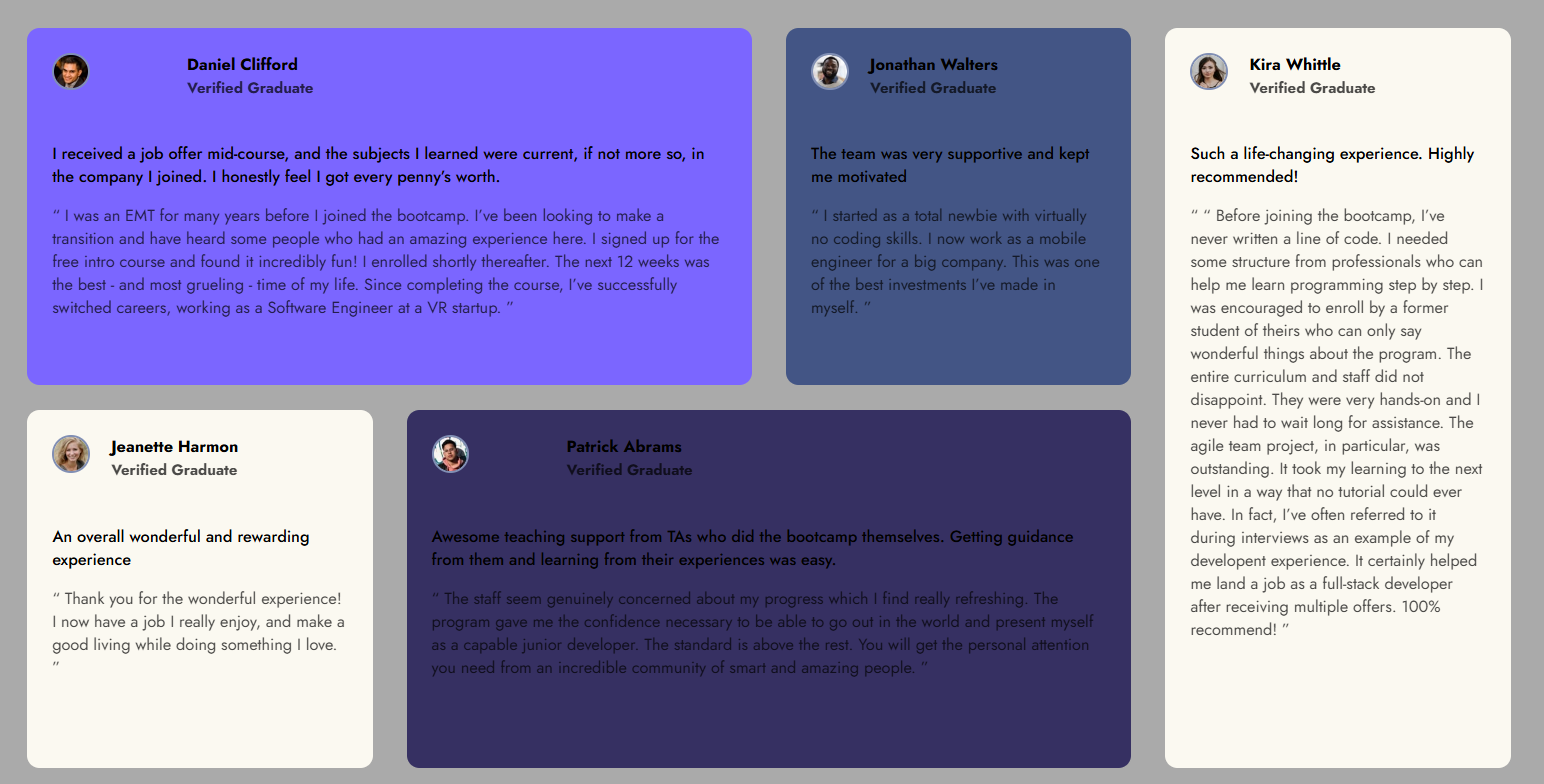 Daniel Clifford
Verified Graduate
I received a job offer mid-course, and the subjects I learned were current, if not more so, in
the company I joined. I honestly feel I got every penny’s worth.
“ I was an EMT for many years before I joined the bootcamp. I’ve been looking to make a
transition and have heard some people who had an amazing experience here. I signed up for the
free intro course and found it incredibly fun! I enrolled shortly thereafter. The next 12 weeks was
the best - and most grueling - time of my life. Since completing the course, I’ve successfully
switched careers, working as a Software Engineer at a VR startup. ”
Jonathan Walters
Verified Graduate
The team was very supportive and kept
me motivated
“ I started as a total newbie with virtually
no coding skills. I now work as a mobile
engineer for a big company. This was one
of the best investments I’ve made in
myself. ”
Kira Whittle
Verified Graduate
Such a life-changing experience. Highly
recommended!
“ “ Before joining the bootcamp, I’ve
never written a line of code. I needed
some structure from professionals who can
help me learn programming step by step. I
was encouraged to enroll by a former
student of theirs who can only say
wonderful things about the program. The
entire curriculum and staff did not
disappoint. They were very hands-on and I
never had to wait long for assistance. The
agile team project, in particular, was
outstanding. It took my learning to the next
level in a way that no tutorial could ever
have. In fact, I’ve often referred to it
during interviews as an example of my
developent experience. It certainly helped
me land a job as a full-stack developer
after receiving multiple offers. 100%
recommend! ”
Jeanette Harmon
Verified Graduate
An overall wonderful and rewarding
experience
“ Thank you for the wonderful experience!
I now have a job I really enjoy, and make a
good living while doing something I love.
”
Patrick Abrams
Verified Graduate
Awesome teaching support from TAs who did the bootcamp themselves. Getting guidance
from them and learning from their experiences was easy.
“ The staff seem genuinely concerned about my progress which I find really refreshing. The
program gave me the confidence necessary to be able to go out in the world and present myself
as a capable junior developer. The standard is above the rest. You will get the personal attention
you need from an incredible community of smart and amazing people. ”